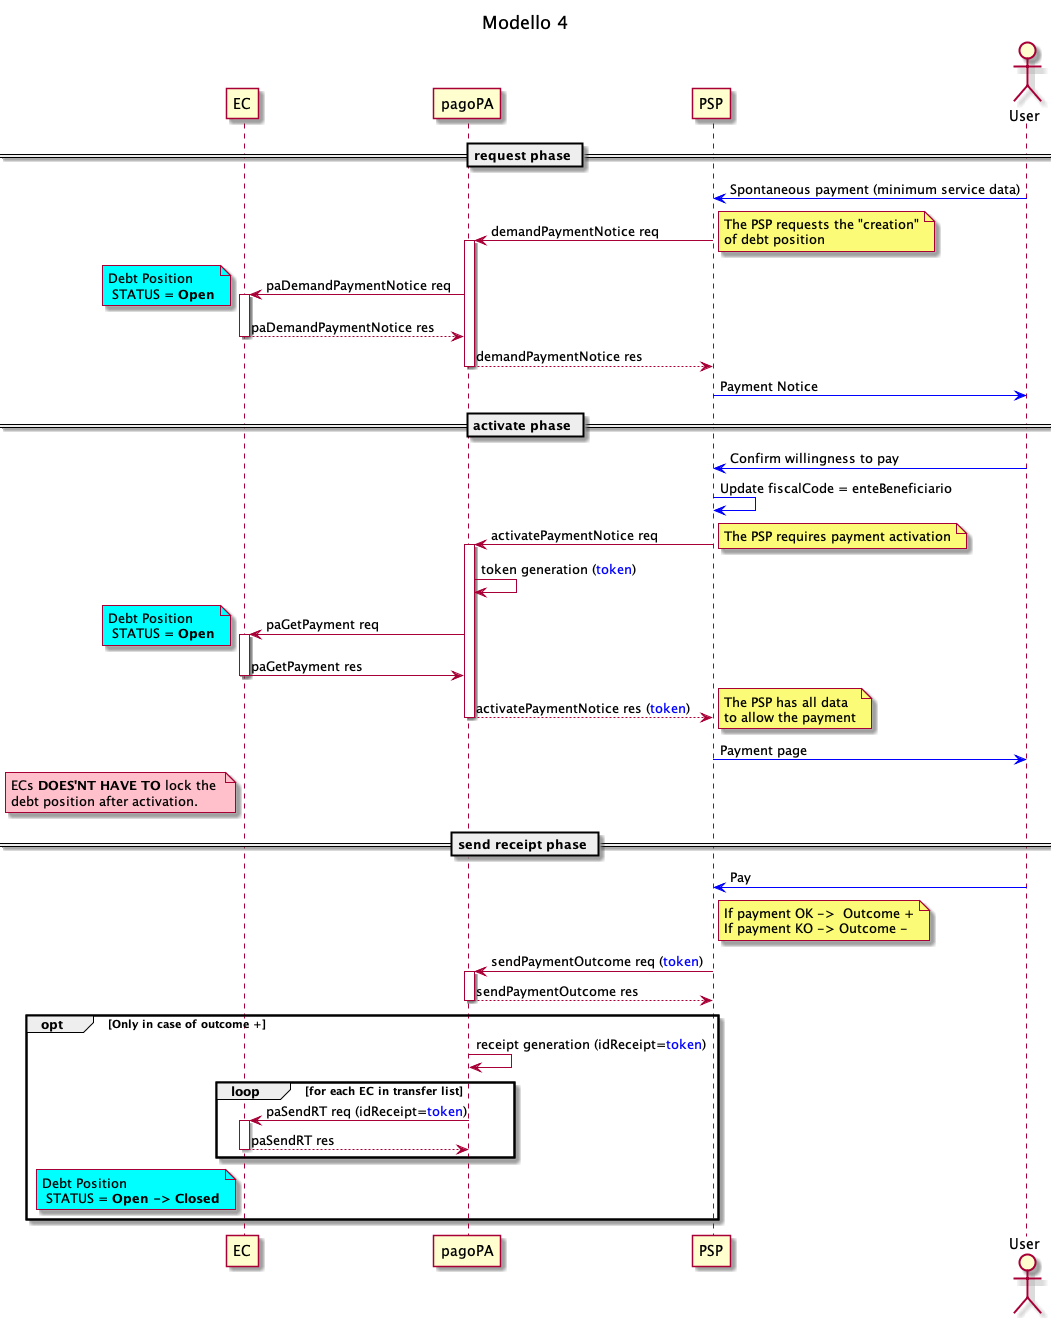 Modello 4
User
EC
pagoPA
PSP
request phase
Spontaneous payment (minimum service data)
The PSP requests the "creation"
of debt position
demandPaymentNotice req
Debt Position
STATUS = Open
paDemandPaymentNotice req
paDemandPaymentNotice res
demandPaymentNotice res
Payment Notice
activate phase
Confirm willingness to pay
Update fiscalCode = enteBeneficiario
activatePaymentNotice req
The PSP requires payment activation
token generation (token)
Debt Position
STATUS = Open
paGetPayment req
paGetPayment res
The PSP has all data
to allow the payment
activatePaymentNotice res (token)
Payment page
ECs DOES'NT HAVE TO lock the
debt position after activation.
send receipt phase
Pay
If payment OK -> Outcome +
If payment KO -> Outcome -
sendPaymentOutcome req (token)
sendPaymentOutcome res
opt [Only in case of outcome +]
receipt generation (idReceipt=token)
loop [for each EC in transfer list]
paSendRT req (idReceipt=token)
paSendRT res
Debt Position
STATUS = Open -> Closed
EC
pagoPA
PSP
User